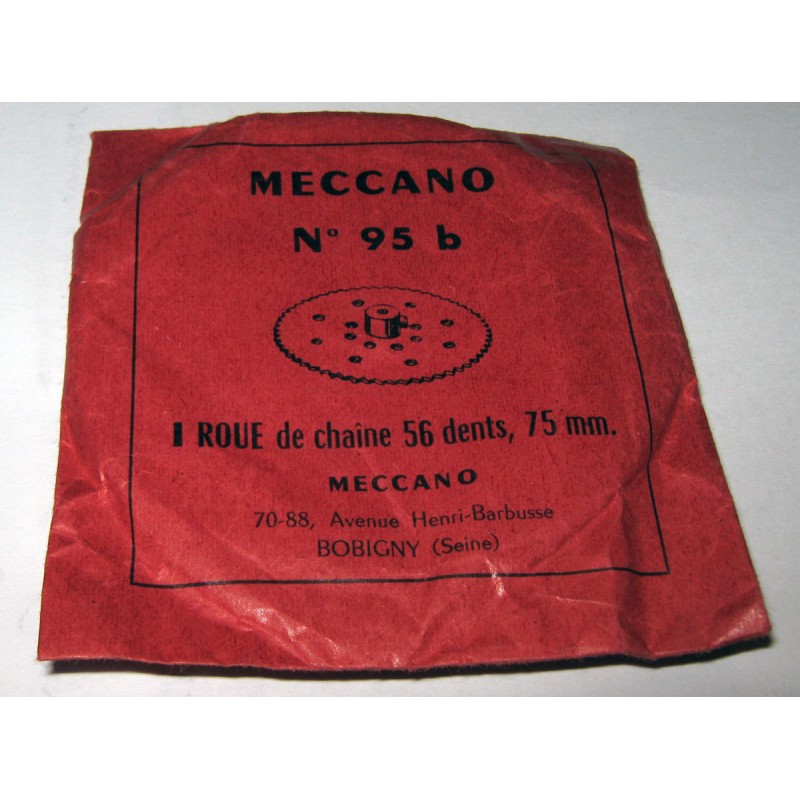 MECCANO
N° 95 b
1 ROUE de chaîne 56 dents, 75 mm.
MECCANO
70-88, Avenue Henri-Barbusse
BOBIGNY (Seine)